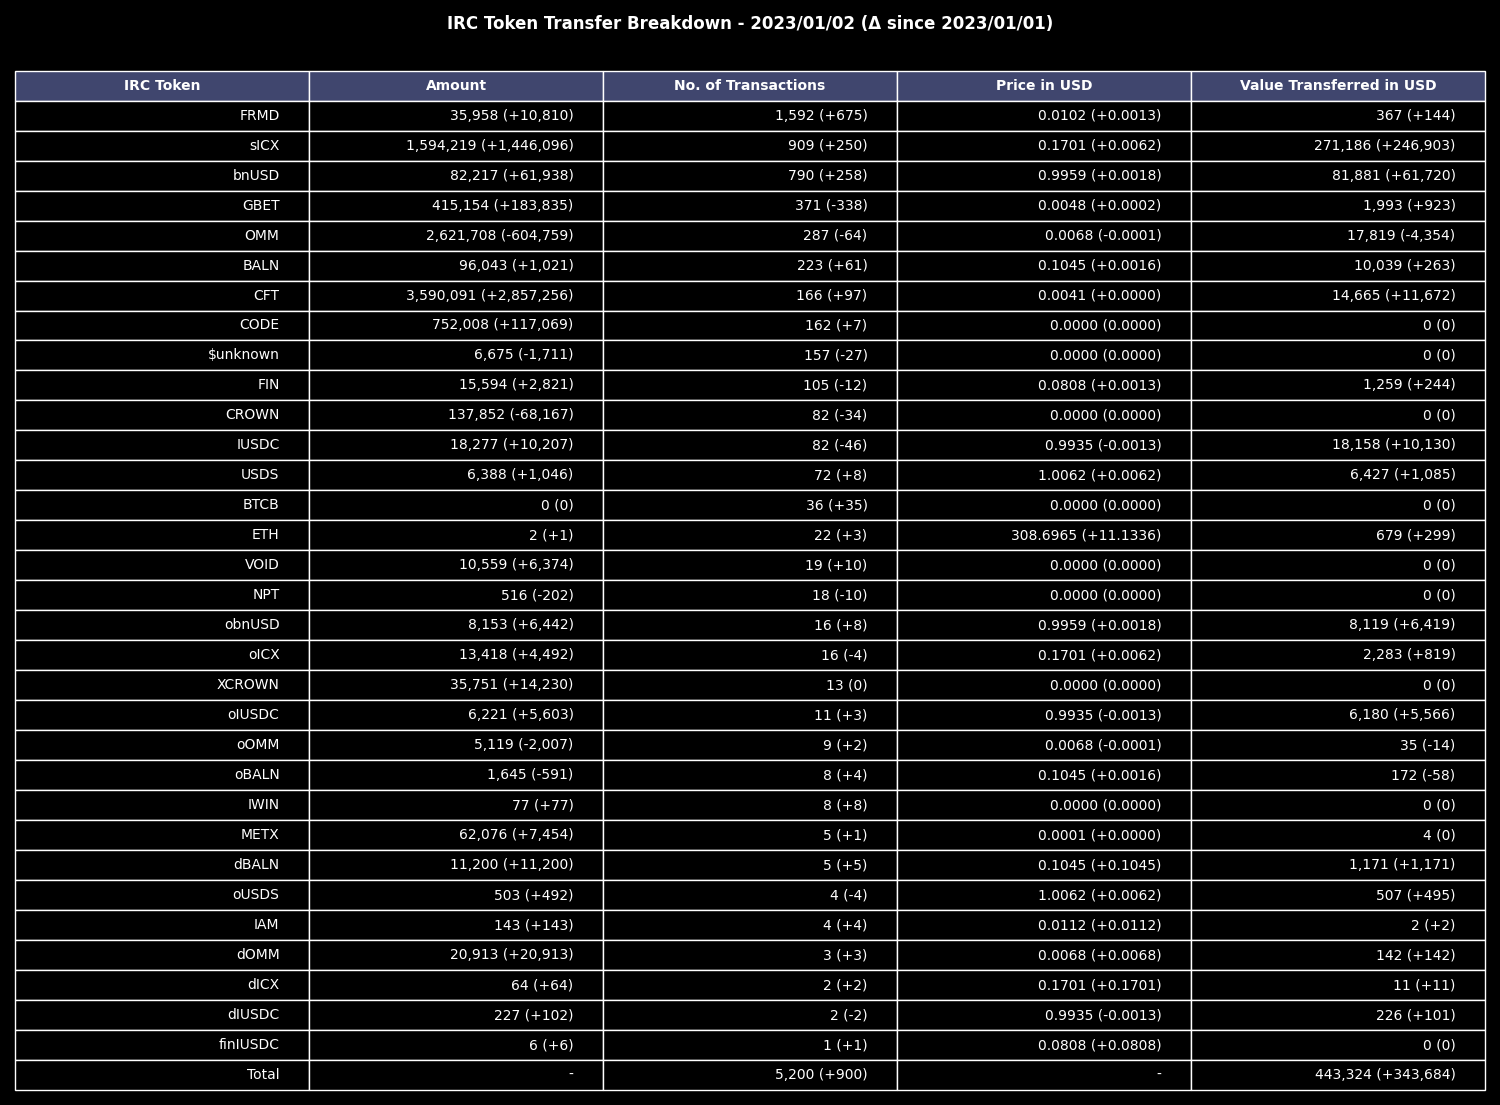 IRC Token Transfer Breakdown - 2023/01/02 (Δ since 2023/01/01)
IRC Token Amount No. of Transactions Price in USD Value Transferred in USD
FRMD 35,958 (+10,810) 1,592 (+675) 0.0102 (+0.0013) 367 (+144)
sICX 1,594,219 (+1,446,096) 909 (+250) 0.1701 (+0.0062) 271,186 (+246,903)
bnUSD 82,217 (+61,938) 790 (+258) 0.9959 (+0.0018) 81,881 (+61,720)
GBET 415,154 (+183,835) 371 (-338) 0.0048 (+0.0002) 1,993 (+923)
OMM 2,621,708 (-604,759) 287 (-64) 0.0068 (-0.0001) 17,819 (-4,354)
BALN 96,043 (+1,021) 223 (+61) 0.1045 (+0.0016) 10,039 (+263)
CFT 3,590,091 (+2,857,256) 166 (+97) 0.0041 (+0.0000) 14,665 (+11,672)
CODE 752,008 (+117,069) 162 (+7) 0.0000 (0.0000) 0 (0)
$unknown 6,675 (-1,711) 157 (-27) 0.0000 (0.0000) 0 (0)
FIN 15,594 (+2,821) 105 (-12) 0.0808 (+0.0013) 1,259 (+244)
CROWN 137,852 (-68,167) 82 (-34) 0.0000 (0.0000) 0 (0)
IUSDC 18,277 (+10,207) 82 (-46) 0.9935 (-0.0013) 18,158 (+10,130)
USDS 6,388 (+1,046) 72 (+8) 1.0062 (+0.0062) 6,427 (+1,085)
BTCB 0 (0) 36 (+35) 0.0000 (0.0000) 0 (0)
ETH 2 (+1) 22 (+3) 308.6965 (+11.1336) 679 (+299)
VOID 10,559 (+6,374) 19 (+10) 0.0000 (0.0000) 0 (0)
NPT 516 (-202) 18 (-10) 0.0000 (0.0000) 0 (0)
obnUSD 8,153 (+6,442) 16 (+8) 0.9959 (+0.0018) 8,119 (+6,419)
oICX 13,418 (+4,492) 16 (-4) 0.1701 (+0.0062) 2,283 (+819)
XCROWN 35,751 (+14,230) 13 (0) 0.0000 (0.0000) 0 (0)
oIUSDC 6,221 (+5,603) 11 (+3) 0.9935 (-0.0013) 6,180 (+5,566)
oOMM 5,119 (-2,007) 9 (+2) 0.0068 (-0.0001) 35 (-14)
oBALN 1,645 (-591) 8 (+4) 0.1045 (+0.0016) 172 (-58)
IWIN 77 (+77) 8 (+8) 0.0000 (0.0000) 0 (0)
METX 62,076 (+7,454) 5 (+1) 0.0001 (+0.0000) 4 (0)
dBALN 11,200 (+11,200) 5 (+5) 0.1045 (+0.1045) 1,171 (+1,171)
oUSDS 503 (+492) 4 (-4) 1.0062 (+0.0062) 507 (+495)
IAM 143 (+143) 4 (+4) 0.0112 (+0.0112) 2 (+2)
dOMM 20,913 (+20,913) 3 (+3) 0.0068 (+0.0068) 142 (+142)
dICX 64 (+64) 2 (+2) 0.1701 (+0.1701) 11 (+11)
dIUSDC 227 (+102) 2 (-2) 0.9935 (-0.0013) 226 (+101)
finIUSDC 6 (+6) 1 (+1) 0.0808 (+0.0808) 0 (0)
Total - 5,200 (+900) - 443,324 (+343,684)